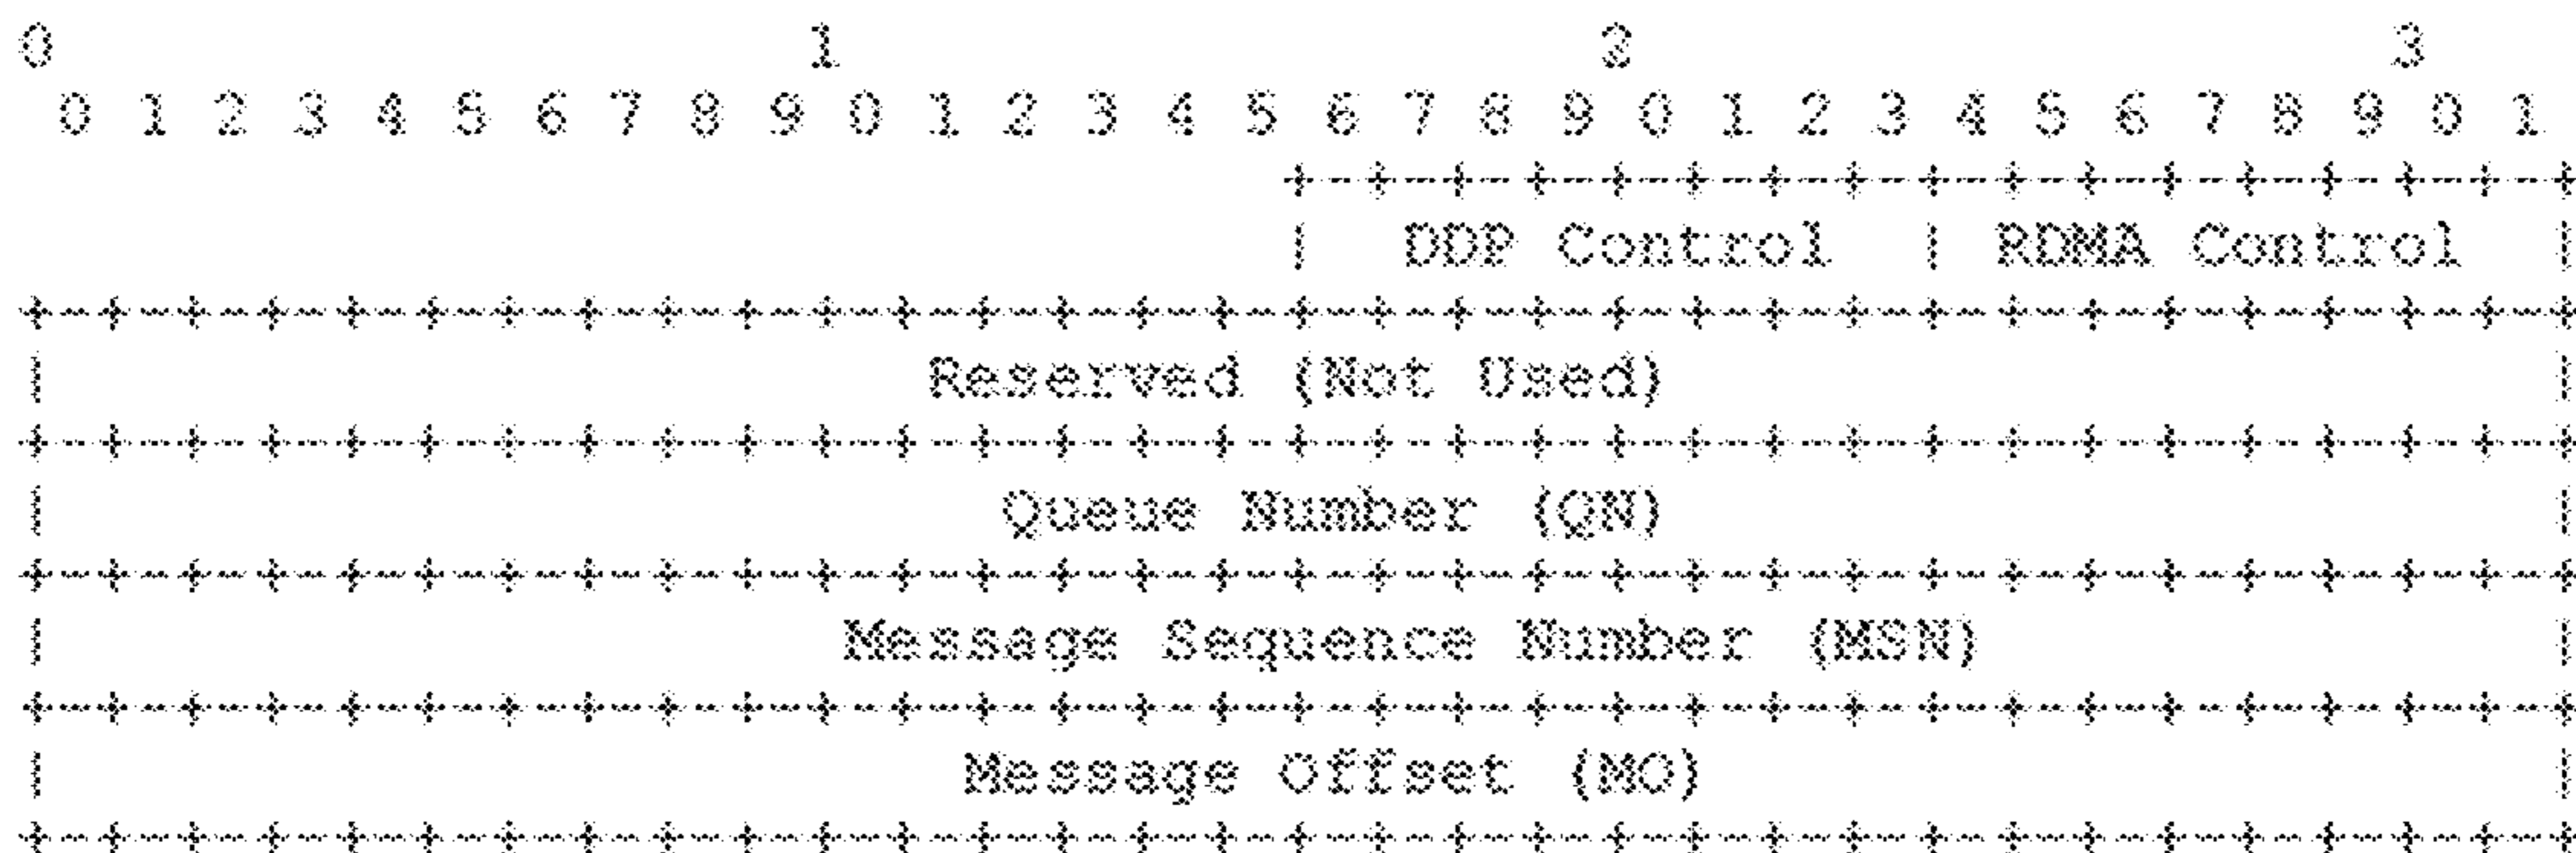 0                   1                   2                   3
 0 1 2 3 4 5 6 7 8 9 0 1 2 3 4 5 6 7 8 9 0 1 2 3 4 5 6 7 8 9 0 1
                                +-+-+-+-+-+-+-+-+-+-+-+-+-+-+-+-+
                                |  DDP Control  | RDMA Control  |
+-+-+-+-+-+-+-+-+-+-+-+-+-+-+-+-+-+-+-+-+-+-+-+-+-+-+-+-+-+-+-+-+
|                      Reserved (Not Used)                      |
+-+-+-+-+-+-+-+-+-+-+-+-+-+-+-+-+-+-+-+-+-+-+-+-+-+-+-+-+-+-+-+-+
|                        Queue Number (QN)                      |
+-+-+-+-+-+-+-+-+-+-+-+-+-+-+-+-+-+-+-+-+-+-+-+-+-+-+-+-+-+-+-+-+
|                    Message Sequence Number (MSN)              |
+-+-+-+-+-+-+-+-+-+-+-+-+-+-+-+-+-+-+-+-+-+-+-+-+-+-+-+-+-+-+-+-+
|                       Message Offset (MO)                     |
+-+-+-+-+-+-+-+-+-+-+-+-+-+-+-+-+-+-+-+-+-+-+-+-+-+-+-+-+-+-+-+-+